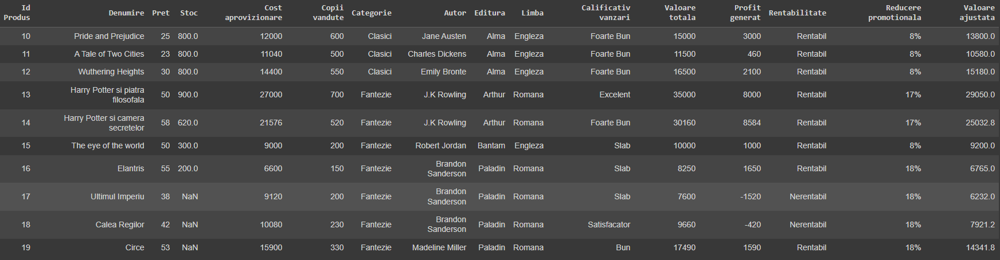 Id Produs Denumire Pret Stoc Cost aprovizionare Copii vandute Categorie Autor Editura Limba Calificativ vanzari Valoare totala Profit generat Rentabilitate Reducere promotionala Valoare ajustata
10 Pride and Prejudice 25 800.0 12000 600 Clasici Jane Austen Alma Engleza Foarte Bun 15000 3000 Rentabil 8% 13800.0
11 A Tale of Two Cities 23 800.0 11040 500 Clasici Charles Dickens Alma Engleza Foarte Bun 11500 460 Rentabil 8% 10580.0
12 Wuthering Heights 30 800.0 14400 550 Clasici Emily Bronte Alma Engleza Foarte Bun 16500 2100 Rentabil 8% 15180.0
13 Harry Potter si piatra filosofala 50 900.0 27000 700 Fantezie J.K Rowling Arthur Romana Excelent 35000 8000 Rentabil 17% 29050.0
14 Harry Potter si camera secretelor 58 620.0 21576 520 Fantezie J.K Rowling Arthur Romana Foarte Bun 30160 8584 Rentabil 17% 25032.8
15 The eye of the world 50 300.0 9000 200 Fantezie Robert Jordan Bantam Engleza Slab 10000 1000 Rentabil 8% 9200.0
16 Elantris 55 200.0 6600 150 Fantezie Brandon Sanderson Paladin Romana Slab 8250 1650 Rentabil 18% 6765.0
17 Ultimul Imperiu 38 NaN 9120 200 Fantezie Brandon Sanderson Paladin Romana Slab 7600 -1520 Nerentabil 18% 6232.0
18 Calea Regilor 42 NaN 10080 230 Fantezie Brandon Sanderson Paladin Romana Satisfacator 9660 -420 Nerentabil 18% 7921.2
19 Circe 53 NaN 15900 330 Fantezie Madeline Miller Paladin Romana Bun 17490 1590 Rentabil 18% 14341.8